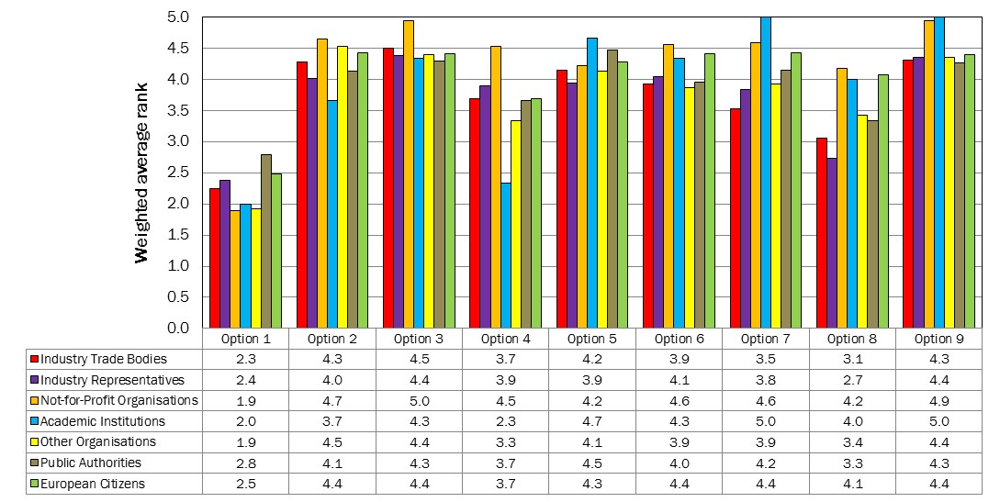 Weighted average rank
5.0
4.5
4.0
3.5
3.0
2.5
2.0
1.5
1.0
0.5
0.0
Option 1 Option 2 Option 3 Option 4 Option 5 Option 6 Option 7 Option 8 Option 9
Industry Trade Bodies 2.3 4.3 4.5 3.7 4.2 3.9 3.5 3.1 4.3
Industry Representatives 2.4 4.0 4.4 3.9 3.9 4.1 3.8 2.7 4.4
Not-for-Profit Organisations 1.9 4.7 5.0 4.5 4.2 4.6 4.6 4.2 4.9
Academic Institutions 2.0 3.7 4.3 2.3 4.7 4.3 5.0 4.0 5.0
Other Organisations 1.9 4.5 4.4 3.3 4.1 3.9 3.9 3.4 4.4
Public Authorities 2.8 4.1 4.3 3.7 4.5 4.0 4.2 3.3 4.3
European Citizens 2.5 4.4 4.4 3.7 4.3 4.4 4.4 4.1 4.4